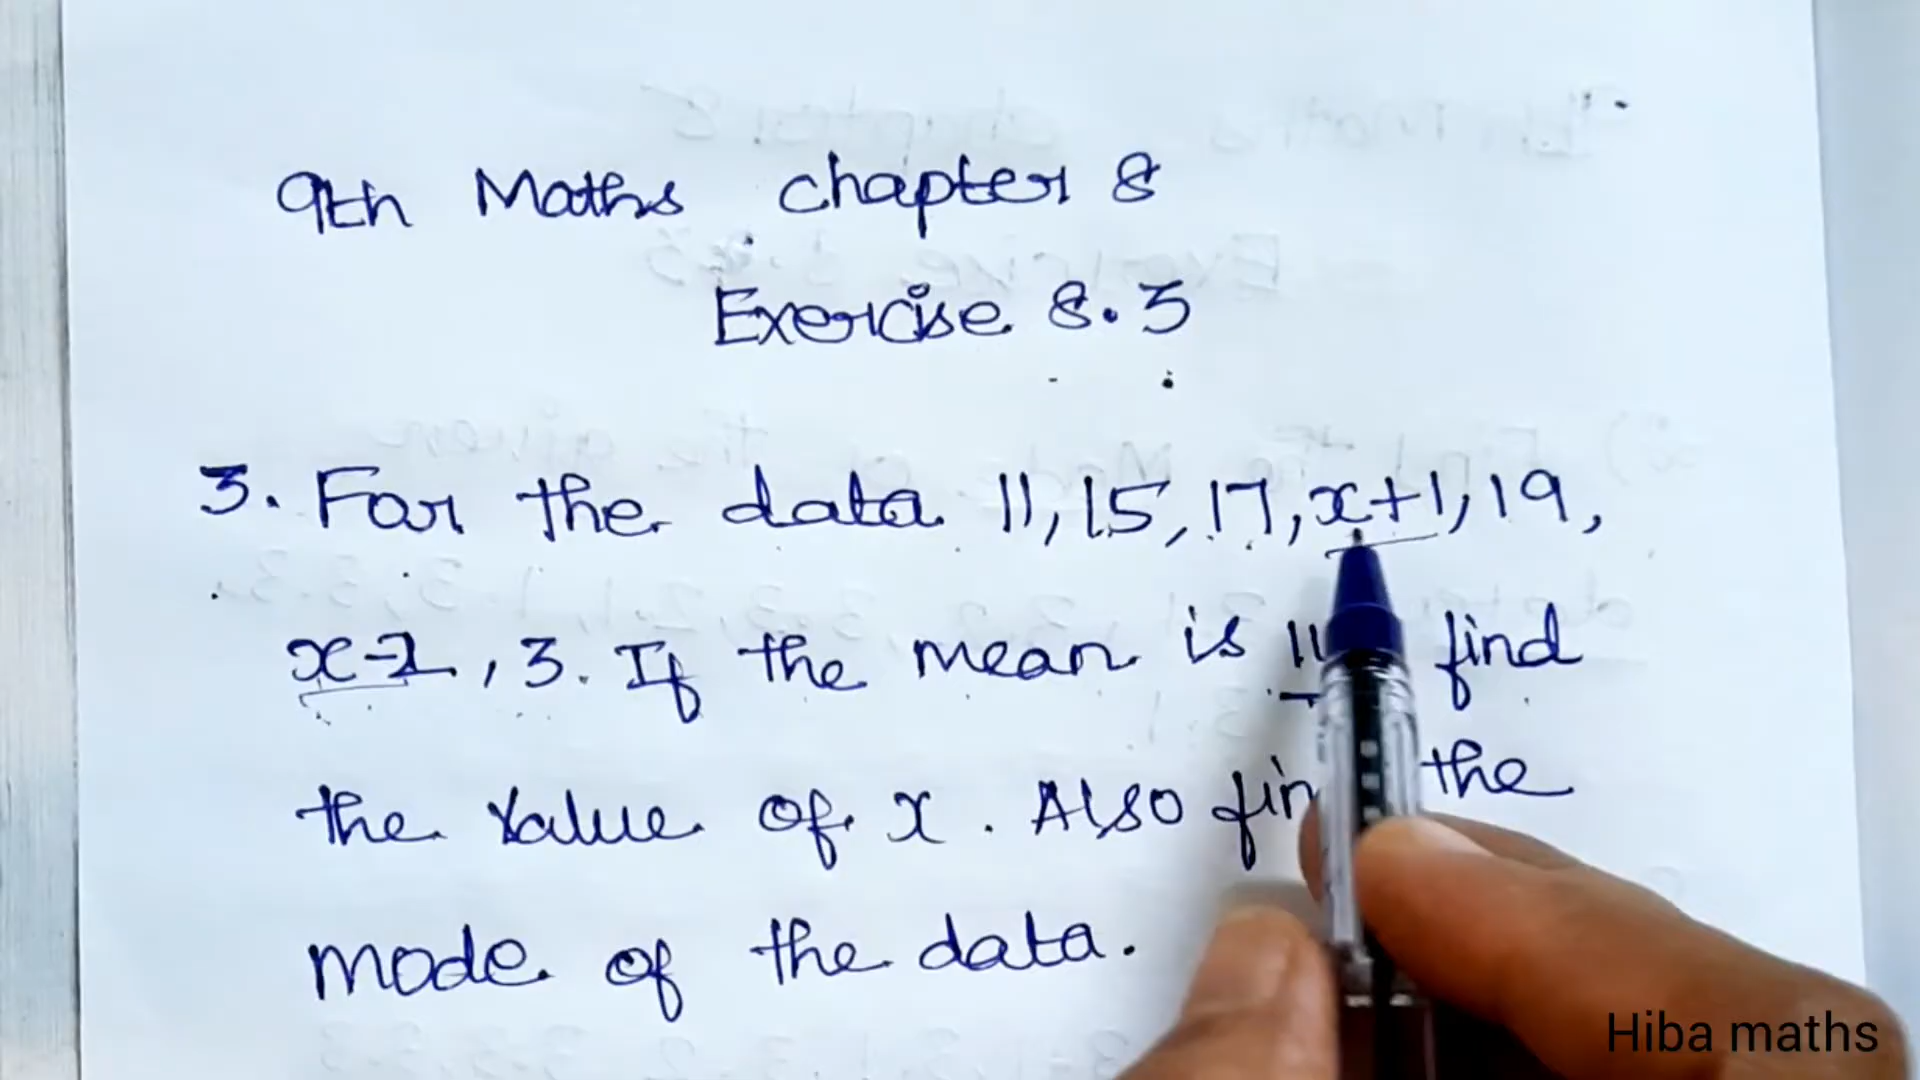 9th Maths chapter 8
Exercise 8.3
3. For the data 11, 15, 17, x+1, 19,
x-2, 3. If the mean is find
the value of x. Also the
mode of the data.
Hiba maths